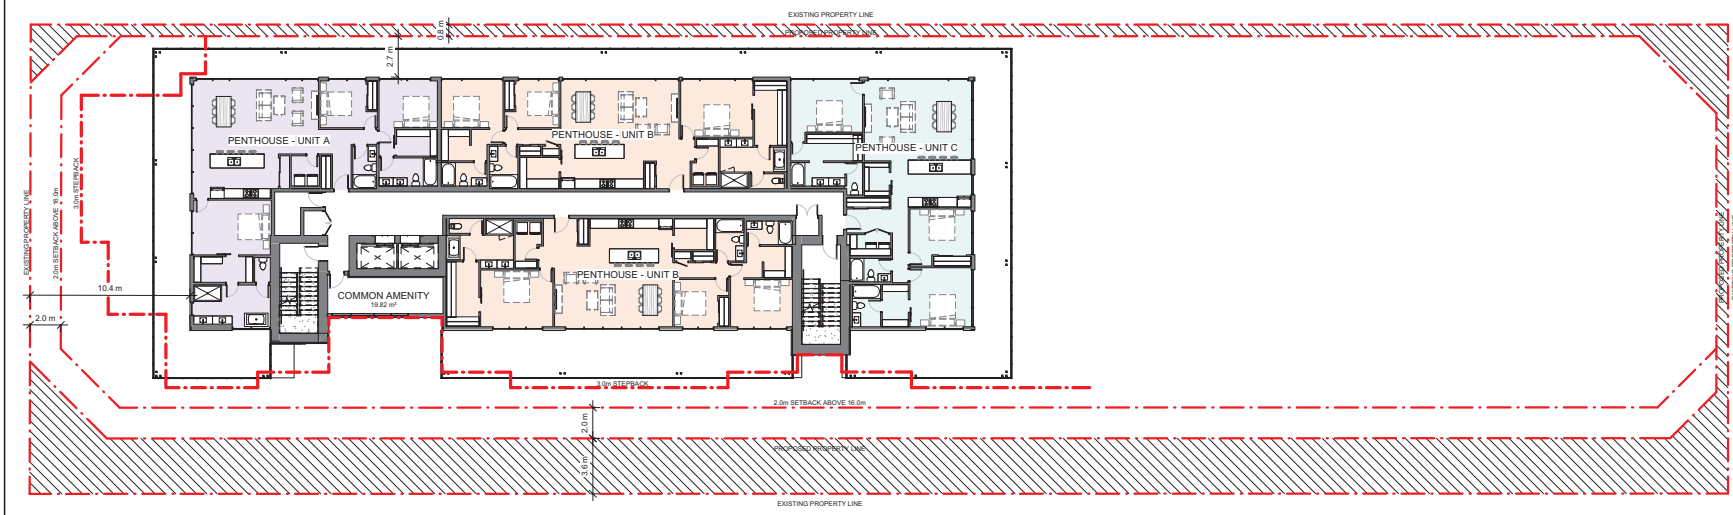 EXISTING PROPERTY LINE
0.8 m
PROPOSED PROPERTY LINE
2.7 m
PENTHOUSE - UNIT A
PENTHOUSE - UNIT B
PENTHOUSE - UNIT C
EXISTING PROPERTY LINE
2.0m SETBACK ABOVE 16.0m
3.0m STEPBACK
10.4 m
2.0 m
COMMON AMENITY
19.82 m²
PENTHOUSE - UNIT B
3.0m STEPBACK
2.0m SETBACK ABOVE 16.0m
2.0 m
PROPOSED PROPERTY LINE
3.6 m
EXISTING PROPERTY LINE
PROPOSED PROPERTY LINE